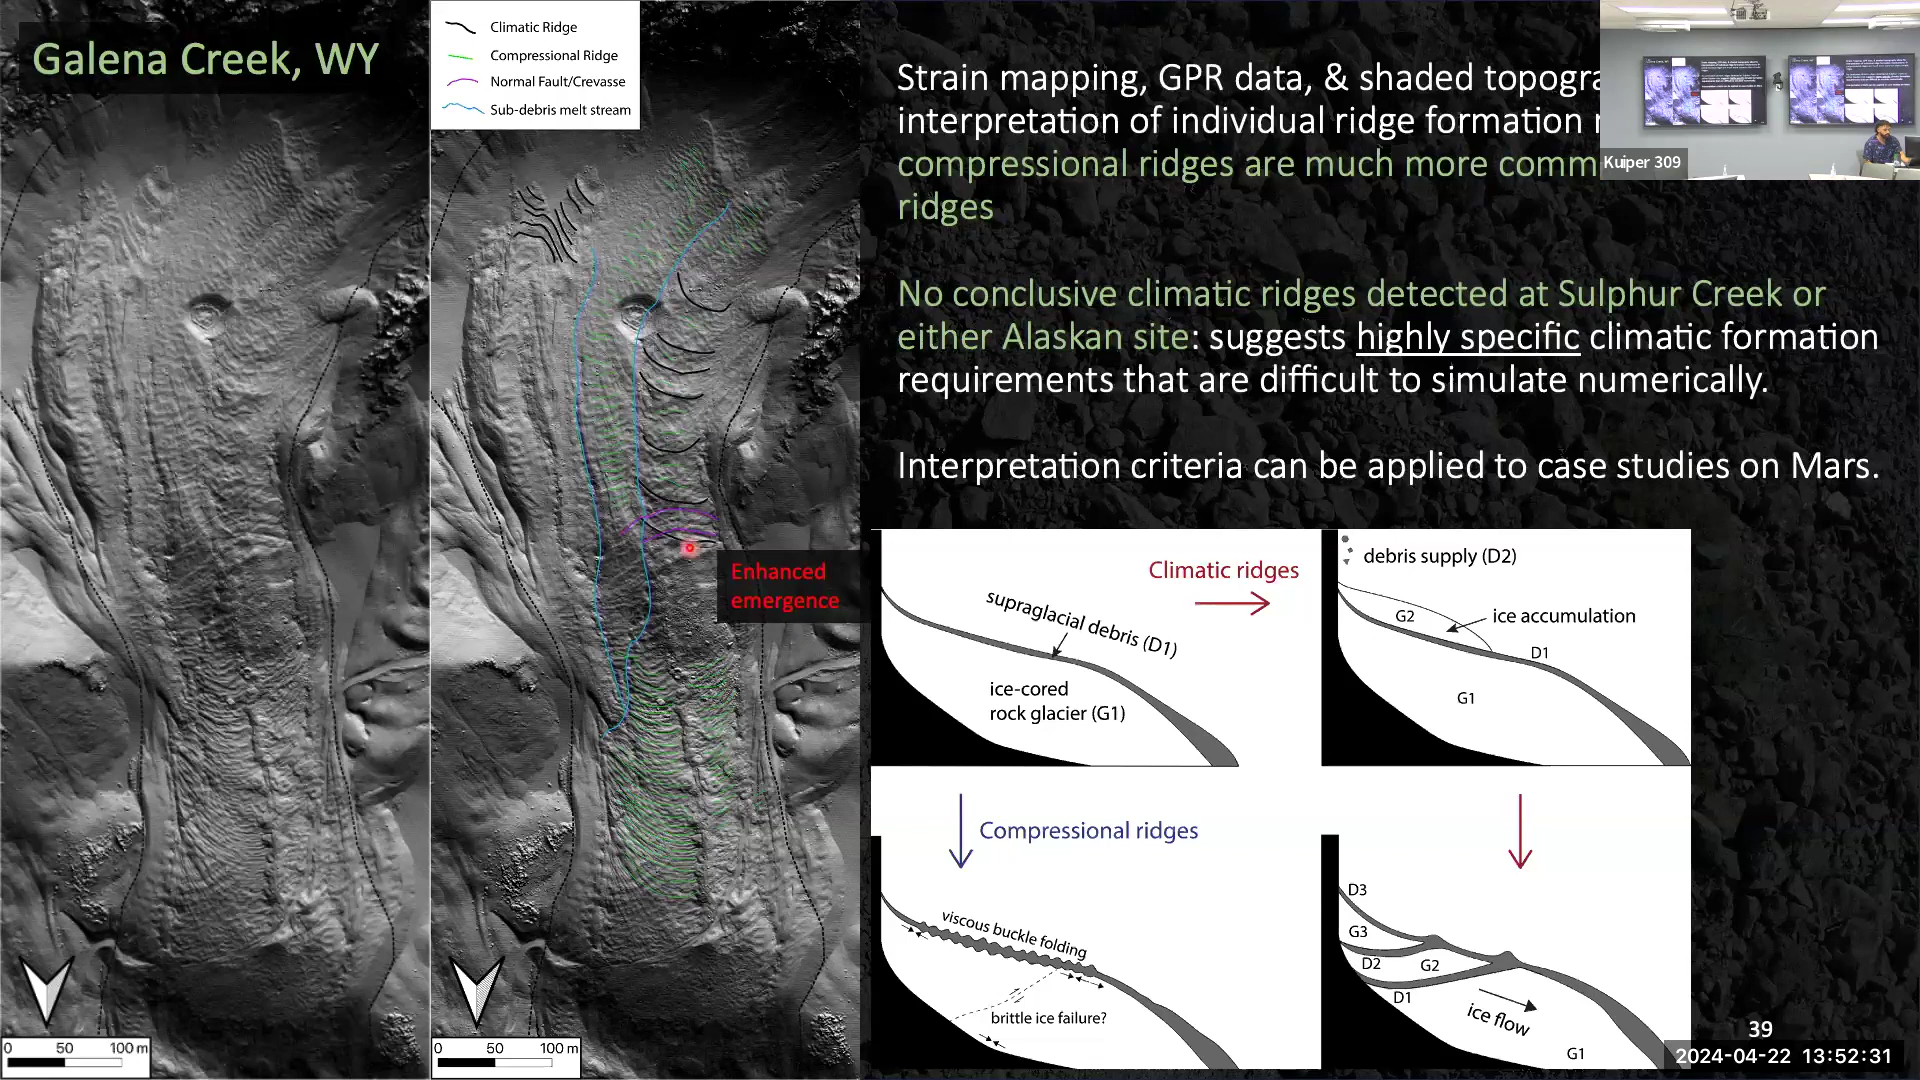 Galena Creek, WY
Climatic Ridge
Compressional Ridge
Normal Fault/Crevasse
Sub-debris melt stream
Strain mapping, GPR data, & shaded
interpretation of individual ridge formation
compressional ridges are much more
ridges
Kuiper 309
No conclusive climatic ridges detected at Sulphur Creek or
either Alaskan site: suggests highly specific climatic formation
requirements that are difficult to simulate numerically.
Interpretation criteria can be applied to case studies on Mars.
Enhanced
emergence
Climatic ridges
supraglacial debris (D1)
ice-cored
rock glacier (G1)
debris supply (D2)
G2
ice accumulation
D1
G1
Compressional ridges
viscous buckle folding
brittle ice failure?
D3
G3
D2
G2
D1
ice flow
G1
0 50 100 m
0 50 100 m
39
2024-04-22 13:52:31